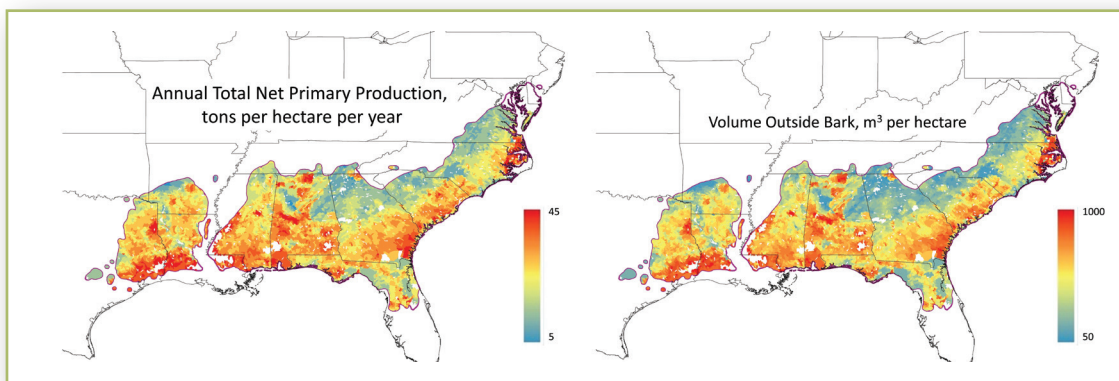 Annual Total Net Primary Production,
tons per hectare per year
45
5
Volume Outside Bark, m³ per hectare
1000
50